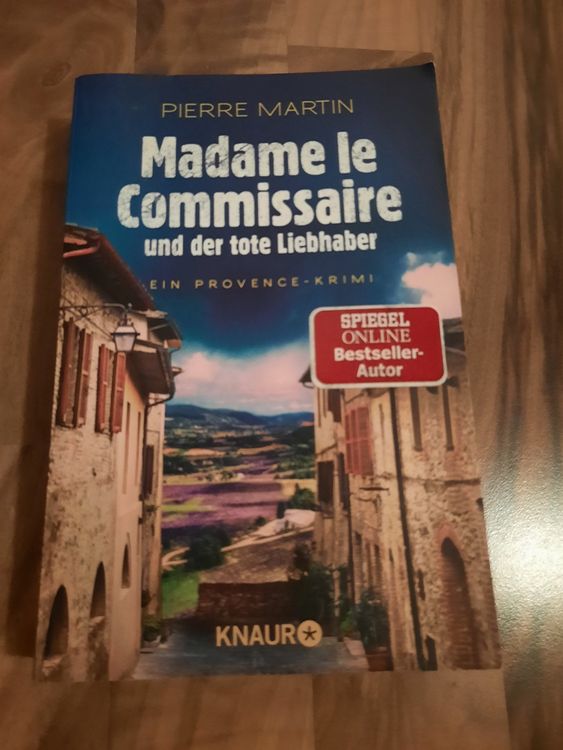 PIERRE MARTIN
Madame le
Commissaire
und der tote Liebhaber
EIN PROVENCE-KRIMI
SPIEGEL
ONLINE
Bestseller-
Autor
KNAUR